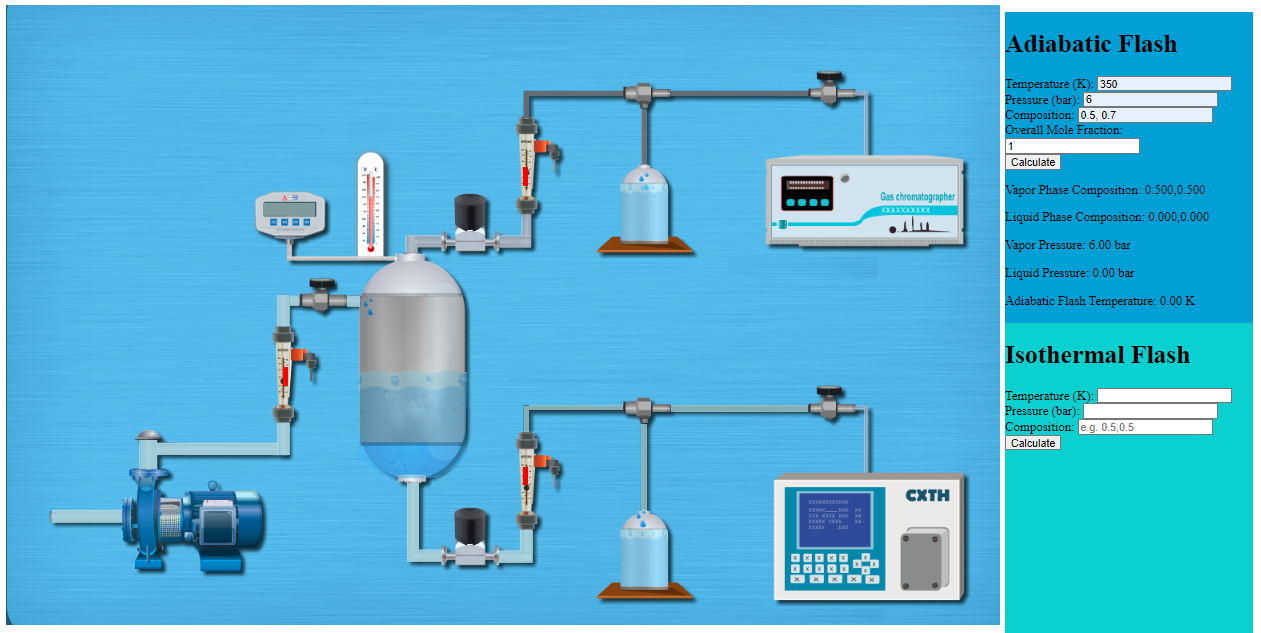 Adiabatic Flash
Temperature (K): 350
Pressure (bar): 6
Composition: 0.5, 0.7
Overall Mole Fraction:
1
Calculate
Vapor Phase Composition: 0.500,0.500
Liquid Phase Composition: 0.000,0.000
Vapor Pressure: 6.00 bar
Liquid Pressure: 0.00 bar
Adiabatic Flash Temperature: 0.00 K
Isothermal Flash
Temperature (K):
Pressure (bar):
Composition: e.g. 0.5,0.5
Calculate
Gas chromatographer
XXXXXXXXXX
CXTH